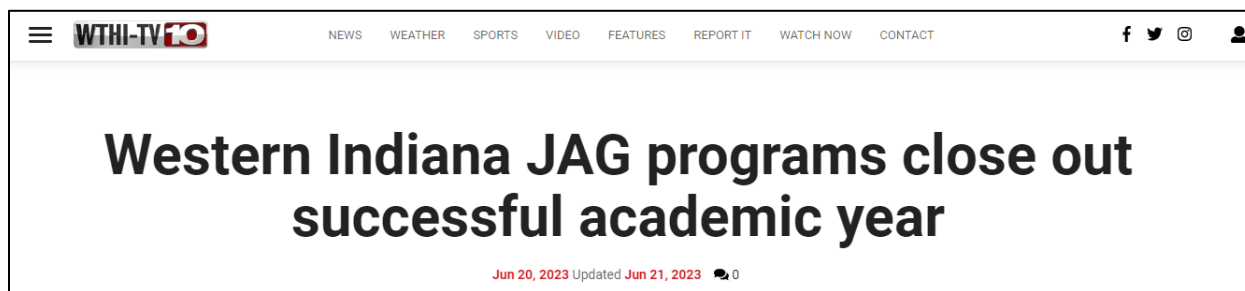 WTHI-TV 10 NEWS WEATHER SPORTS VIDEO FEATURES REPORT IT WATCH NOW CONTACT
Western Indiana JAG programs close out
successful academic year
Jun 20, 2023 Updated Jun 21, 2023 0